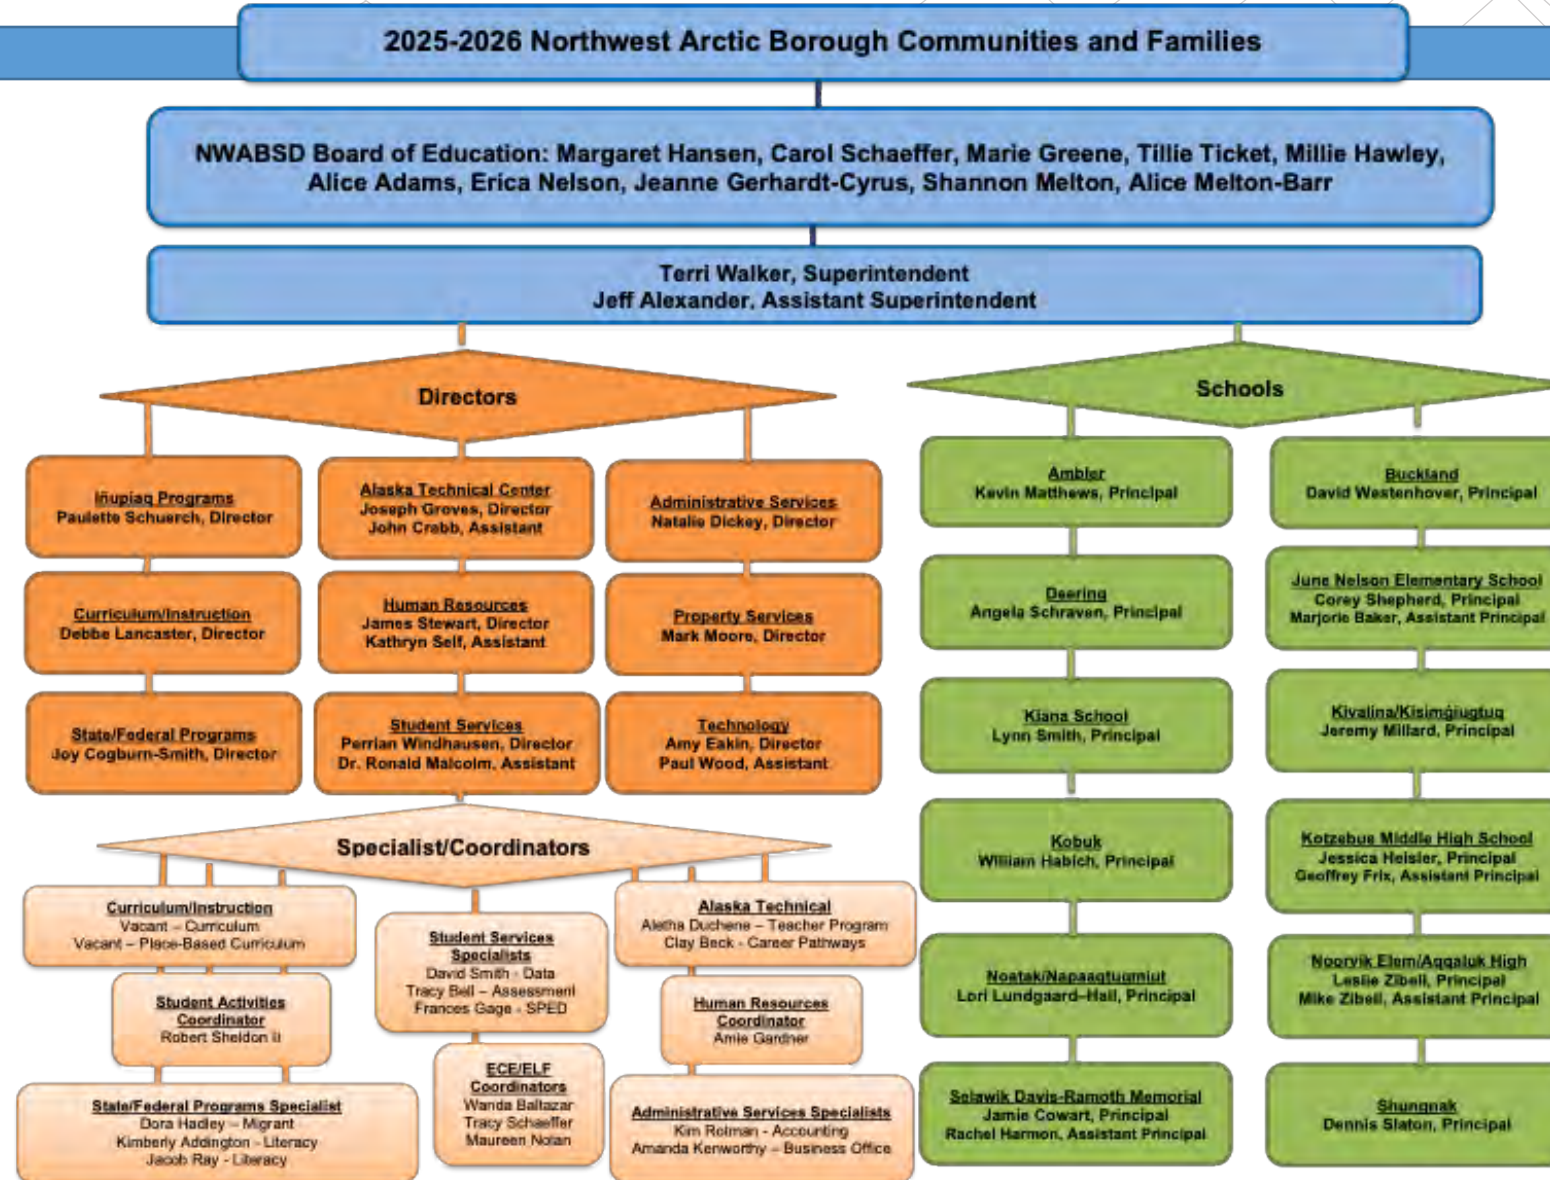 2025-2026 Northwest Arctic Borough Communities and Families
NWABSD Board of Education: Margaret Hansen, Carol Schaeffer, Marie Greene, Tillie Ticket, Millie Hawley,
Alice Adams, Erica Nelson, Jeanne Gerhardt-Cyrus, Shannon Melton, Alice Melton-Barr
Terri Walker, Superintendent
Jeff Alexander, Assistant Superintendent
Directors
Iñupiaq Programs
Paulette Schuerch, Director
Alaska Technical Center
Joseph Groves, Director
John Crabb, Assistant
Administrative Services
Natalie Dickey, Director
Curriculum/Instruction
Debbe Lancaster, Director
Human Resources
James Stewart, Director
Kathryn Self, Assistant
Property Services
Mark Moore, Director
State/Federal Programs
Joy Cogburn-Smith, Director
Student Services
Perrian Windhausen, Director
Dr. Ronald Malcolm, Assistant
Technology
Amy Eakin, Director
Paul Wood, Assistant
Specialist/Coordinators
Curriculum/Instruction
Vacant – Curriculum
Vacant – Place-Based Curriculum
Student Services
Specialists
David Smith - Data
Tracy Bell – Assessment
Frances Gage - SPED
Alaska Technical
Aletha Duchene – Teacher Program
Clay Beck - Career Pathways
Student Activities
Coordinator
Robert Sheldon II
Human Resources
Coordinator
Amie Gardner
State/Federal Programs Specialist
Dora Hadley – Migrant
Kimberly Addington - Literacy
Jacob Ray - Literacy
ECE/ELF
Coordinators
Wanda Baltazar
Tracy Schaeffer
Maureen Nolan
Administrative Services Specialists
Kim Rotman - Accounting
Amanda Kenworthy – Business Office
Schools
Ambler
Kevin Matthews, Principal
Buckland
David Westenhover, Principal
Deering
Angela Schraven, Principal
June Nelson Elementary School
Corey Shepherd, Principal
Marjorie Baker, Assistant Principal
Kiana School
Lynn Smith, Principal
Kivalina/Kisimġiugtuq
Jeremy Millard, Principal
Kobuk
William Habich, Principal
Kotzebue Middle High School
Jessica Heisler, Principal
Geoffrey Frix, Assistant Principal
Noatak/Napaaqtuqmiut
Lori Lundgaard–Hall, Principal
Noorvik Elem/Aqqaluk High
Leslie Zibell, Principal
Mike Zibell, Assistant Principal
Selawik Davis-Ramoth Memorial
Jamie Cowart, Principal
Rachel Harmon, Assistant Principal
Shungnak
Dennis Slaton, Principal